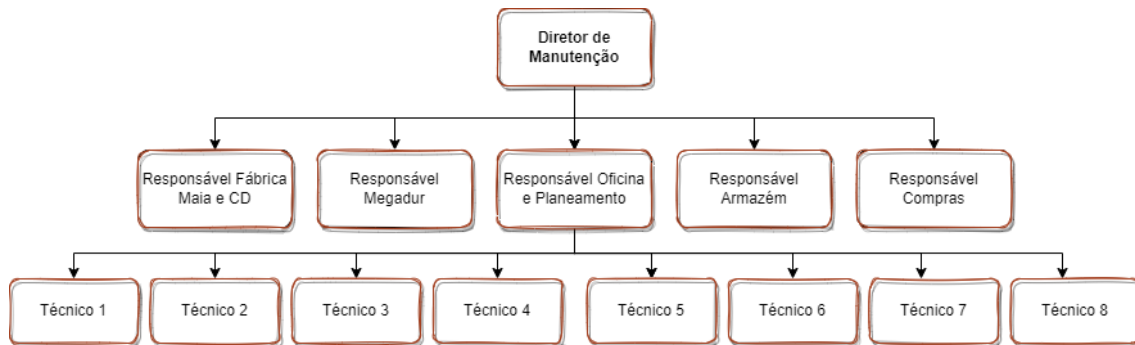 Diretor de
Manutenção
Responsável Fábrica
Maia e CD
Responsável
Megadur
Responsável Oficina
e Planeamento
Responsável
Armazém
Responsável
Compras
Técnico 1
Técnico 2
Técnico 3
Técnico 4
Técnico 5
Técnico 6
Técnico 7
Técnico 8